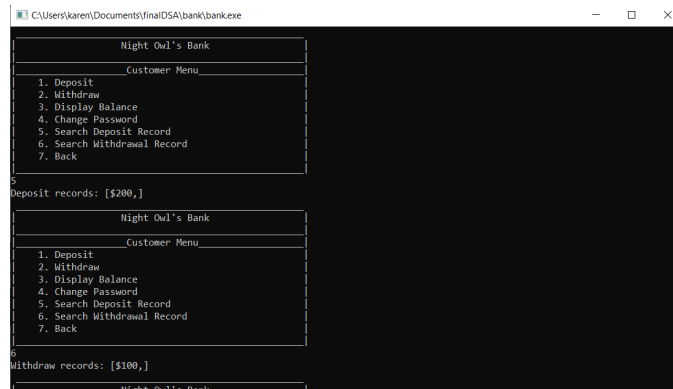 C:\Users\karen\Documents\finalDSA\bank\bank.exe
Night Owl's Bank
Customer Menu
1. Deposit
2. Withdraw
3. Display Balance
4. Change Password
5. Search Deposit Record
6. Search Withdrawal Record
7. Back
5
Deposit records: [$200,]
Night Owl's Bank
Customer Menu
1. Deposit
2. Withdraw
3. Display Balance
4. Change Password
5. Search Deposit Record
6. Search Withdrawal Record
7. Back
6
Withdraw records: [$100,]
Night Owl's Bank